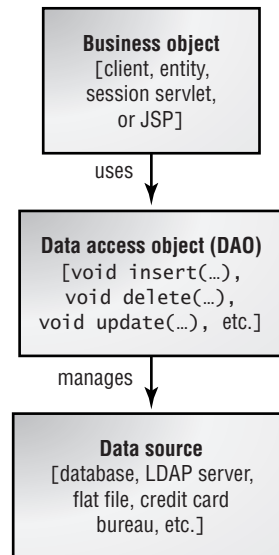 Business object
[client, entity,
session servlet,
or JSP]
uses
Data access object (DAO)
[void insert(…),
void delete(…),
void update(…), etc.]
manages
Data source
[database, LDAP server,
flat file, credit card
bureau, etc.]